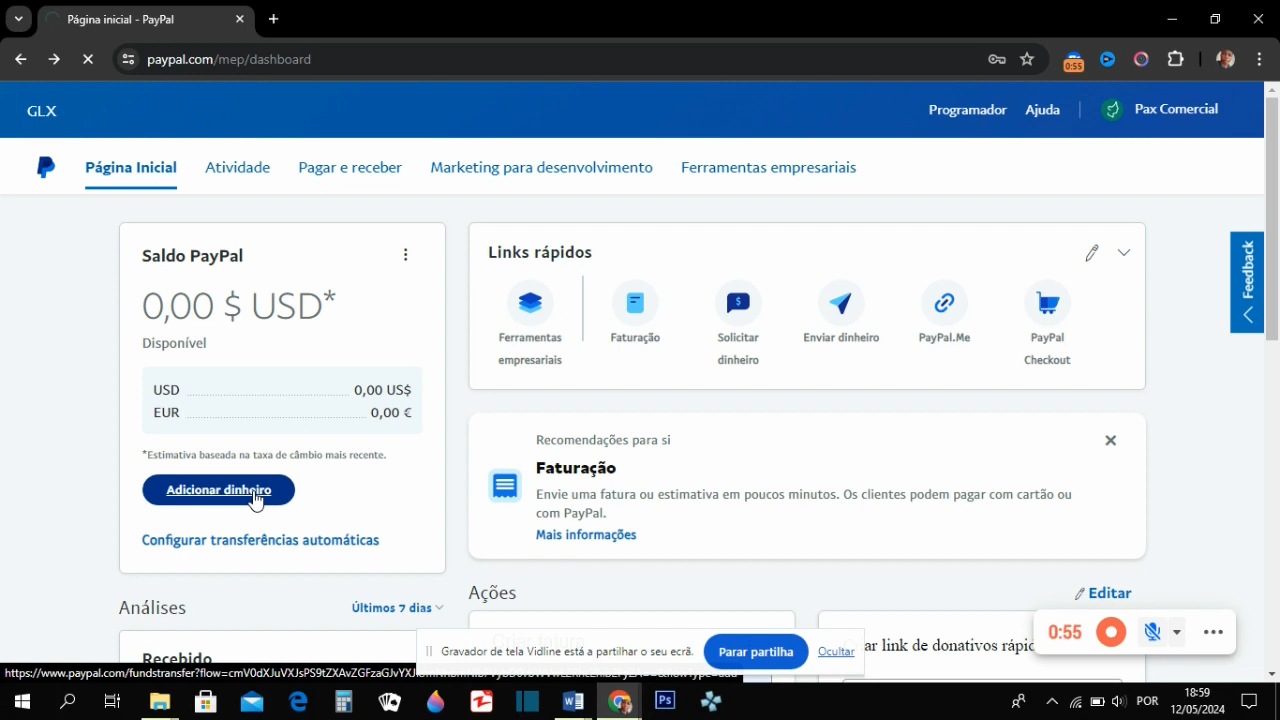 Página inicial - PayPal
paypal.com/mep/dashboard
0:55
GLX
Programador Ajuda Pax Comercial
Página Inicial Atividade Pagar e receber Marketing para desenvolvimento Ferramentas empresariais
Saldo PayPal
0,00 $ USD*
Disponível
USD 0,00 US$
EUR 0,00 €
*Estimativa baseada na taxa de câmbio mais recente.
Adicionar dinheiro
Configurar transferências automáticas
Links rápidos
Ferramentas empresariais
Faturação
Solicitar dinheiro
Enviar dinheiro
PayPal.Me
PayPal Checkout
Feedback
Recomendações para si
Faturação
Envie uma fatura ou estimativa em poucos minutos. Os clientes podem pagar com cartão ou
com PayPal.
Mais informações
Análises Últimos 7 dias
Recebido
Ações Editar
Criar fatura
ar link de donativos rápid
Gravador de tela Vidline está a partilhar o seu ecrã. Parar partilha Ocultar
0:55
POR
18:59
12/05/2024